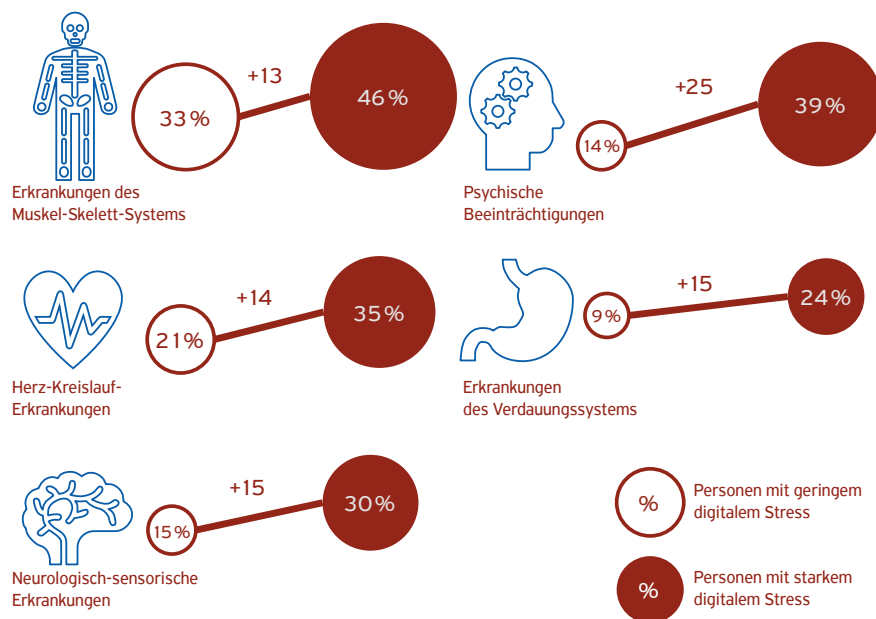 +13
33%
46%
Erkrankungen des
Muskel-Skelett-Systems
+25
14%
39%
Psychische
Beeinträchtigungen
+14
21%
35%
Herz-Kreislauf-
Erkrankungen
+15
9%
24%
Erkrankungen
des Verdauungssystems
+15
15%
30%
Neurologisch-sensorische
Erkrankungen
%
Personen mit geringem
digitalem Stress
%
Personen mit starkem
digitalem Stress